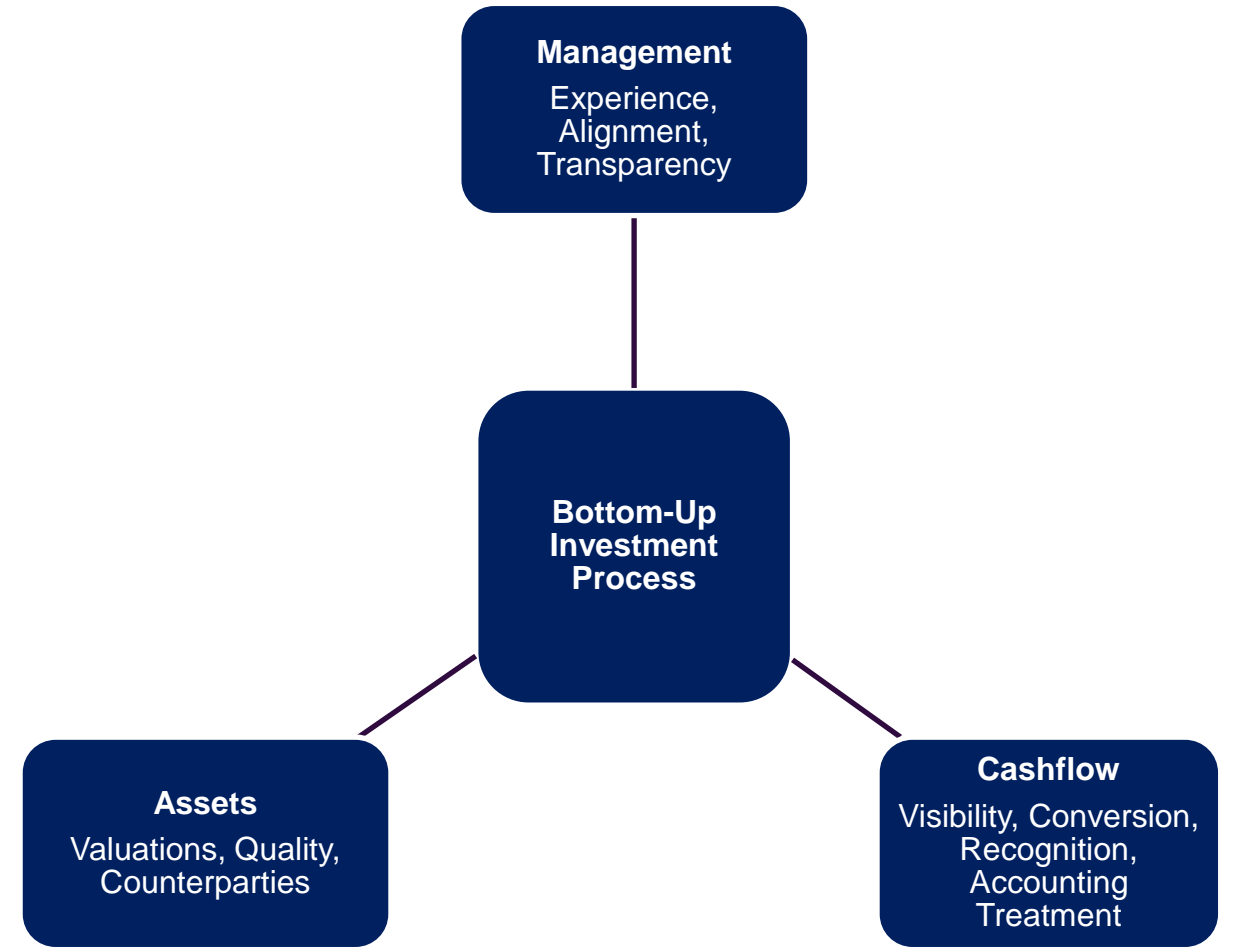 Management
Experience,
Alignment,
Transparency
Bottom-Up
Investment
Process
Assets
Valuations, Quality,
Counterparties
Cashflow
Visibility, Conversion,
Recognition,
Accounting
Treatment